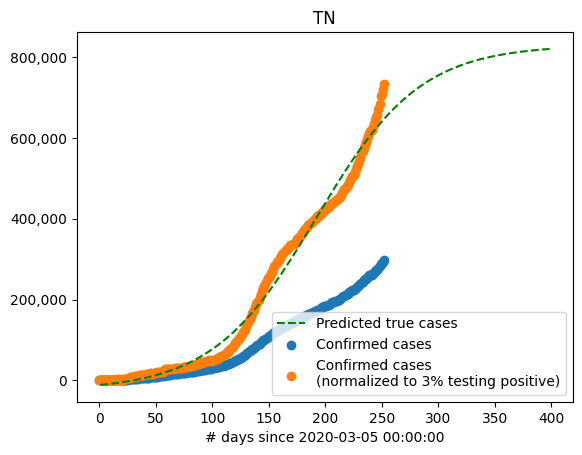 TN
800,000
600,000
400,000
200,000
0
Predicted true cases
Confirmed cases
Confirmed cases
(normalized to 3% testing positive)
0 50 100 150 200 250 300 350 400
# days since 2020-03-05 00:00:00